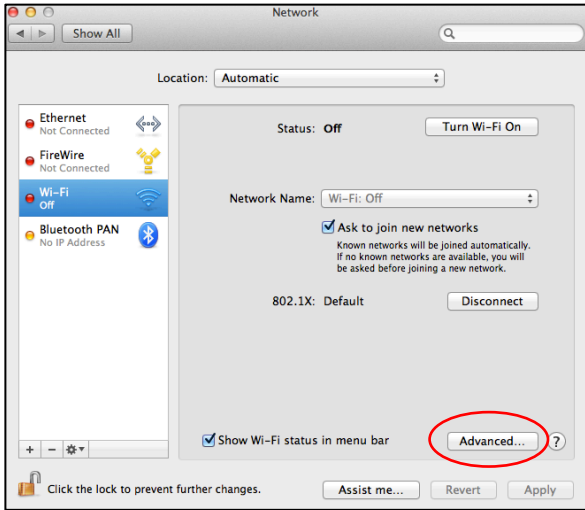 Network
Show All
Location: Automatic
Ethernet
Not Connected
FireWire
Not Connected
Wi-Fi
Off
Bluetooth PAN
No IP Address
Status: Off
Turn Wi-Fi On
Network Name: Wi-Fi: Off
Ask to join new networks
Known networks will be joined automatically.
If no known networks are available, you will
be asked before joining a new network.
802.1X: Default
Disconnect
Show Wi-Fi status in menu bar
Advanced...
?
+ −
Click the lock to prevent further changes.
Assist me...
Revert
Apply